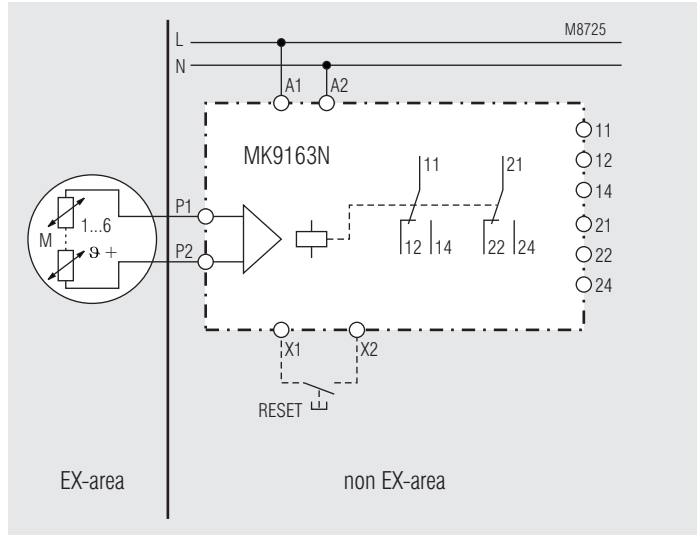 M8725
L
N
A1 A2
MK9163N
11 21
12 14 22 24
11
12
14
21
22
24
P1
P2
M 1...6
ϑ +
X1 X2
RESET
EX-area non EX-area